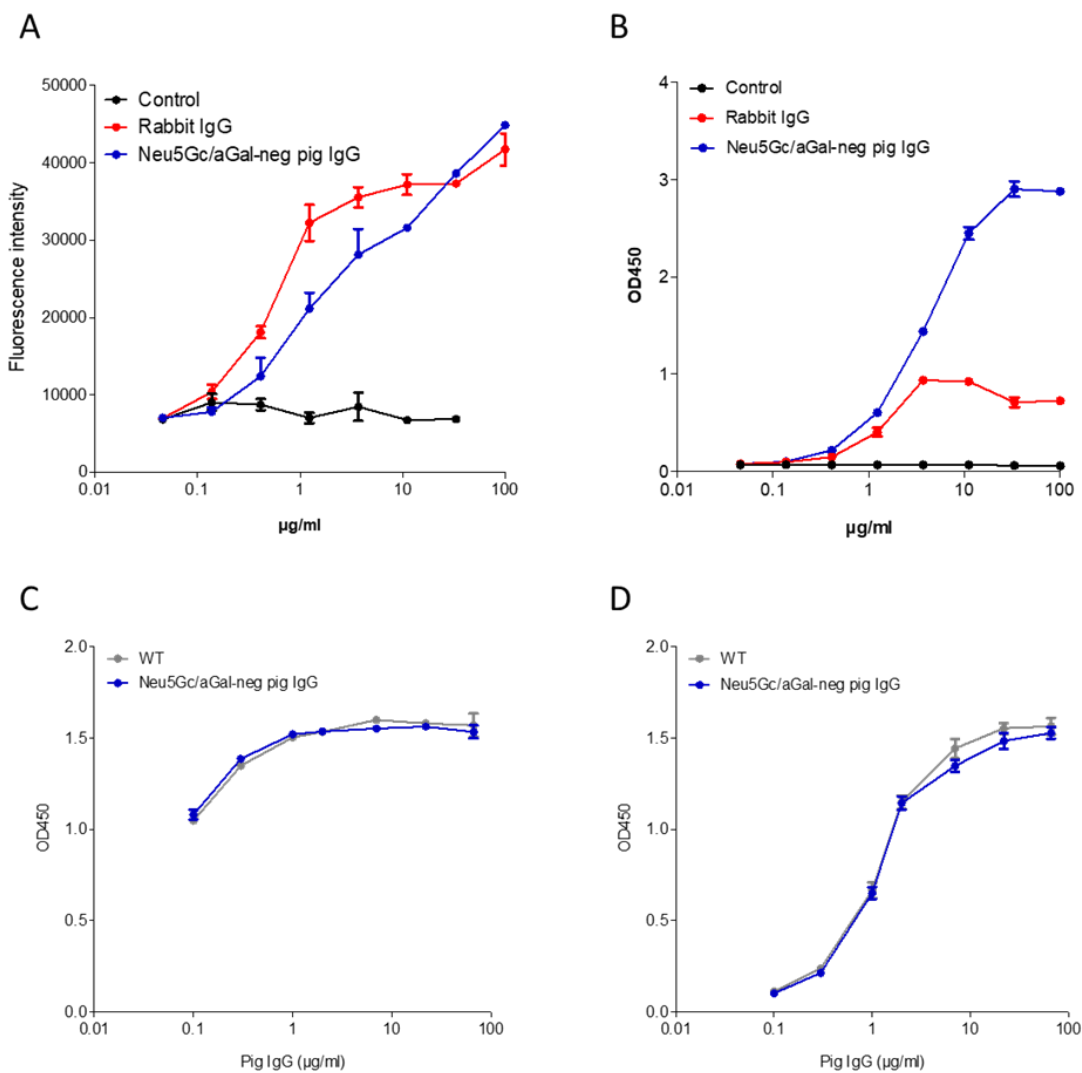 A
Fluorescence intensity
50000
40000
30000
20000
10000
0
Control
Rabbit IgG
Neu5Gc/aGal-neg pig IgG
0.01
0.1
1
10
100
µg/ml
B
OD450
4
3
2
1
0
Control
Rabbit IgG
Neu5Gc/aGal-neg pig IgG
0.01
0.1
1
10
100
µg/ml
C
OD450
2.0
1.5
1.0
0.5
0.0
WT
Neu5Gc/aGal-neg pig IgG
0.01
0.1
1
10
100
Pig IgG (µg/ml)
D
OD450
2.0
1.5
1.0
0.5
0.0
WT
Neu5Gc/aGal-neg pig IgG
0.01
0.1
1
10
100
Pig IgG (µg/ml)